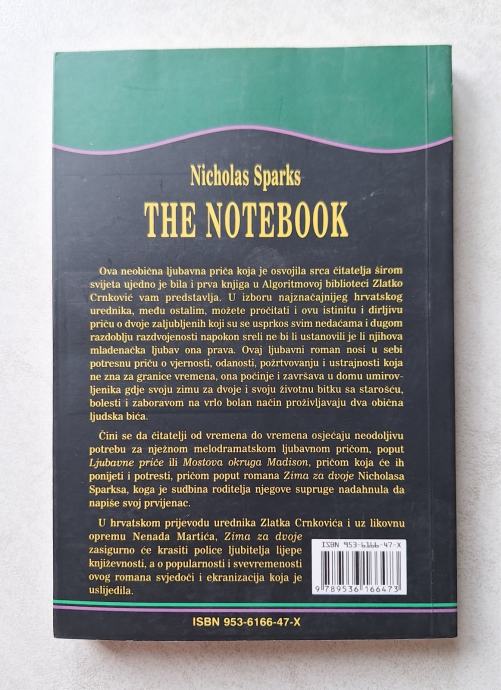 Nicholas Sparks
THE NOTEBOOK
Ova neobična ljubavna priča koja je osvojila srca čitatelja širom
svijeta ujedno je bila i prva knjiga u Algoritmovoj biblioteci Zlatko
Crnković vam predstavlja. U izboru najznačajnijeg hrvatskog
urednika, među ostalim, možete pročitati i ovu istinitu i dirljivu
priču o dvoje zaljubljenih koji su se usprkos svim nedaćama i dugom
razdoblju razdvojenosti napokon sreli ne bi li ustanovili je li njihova
mladenačka ljubav ona prava. Ovaj ljubavni roman nosi u sebi
potresnu priču o vjernosti, odanosti, požrtvovanju i ustrajnosti koja
ne zna za granice vremena, ona počinje i završava u domu umirov-
ljenika gdje svoju zimu za dvoje i svoju životnu bitku sa starošću,
bolesti i zaboravom na vrlo bolan način proživljavaju dva obična
ljudska bića.
Čini se da čitatelji od vremena do vremena osjećaju neodoljivu
potrebu za nježnom melodramatskom ljubavnom pričom, poput
Ljubavne priče ili Mostova okruga Madison, pričom koja će ih
ponijeti i potresti, pričom poput romana Zima za dvoje Nicholasa
Sparksa, koga je sudbina roditelja njegove supruge nadahnula da
napiše svoj prvijenac.
U hrvatskom prijevodu urednika Zlatka Crnkovića i uz likovnu
opremu Nenada Martića, Zima za dvoje
zasigurno će krasiti police ljubitelja lijepe
književnosti, a o popularnosti i svevremenosti
ovog romana svjedoči i ekranizacija koja je
uslijedila.
ISBN 953-6166-47-X
9 789536 166473
ISBN 953-6166-47-X